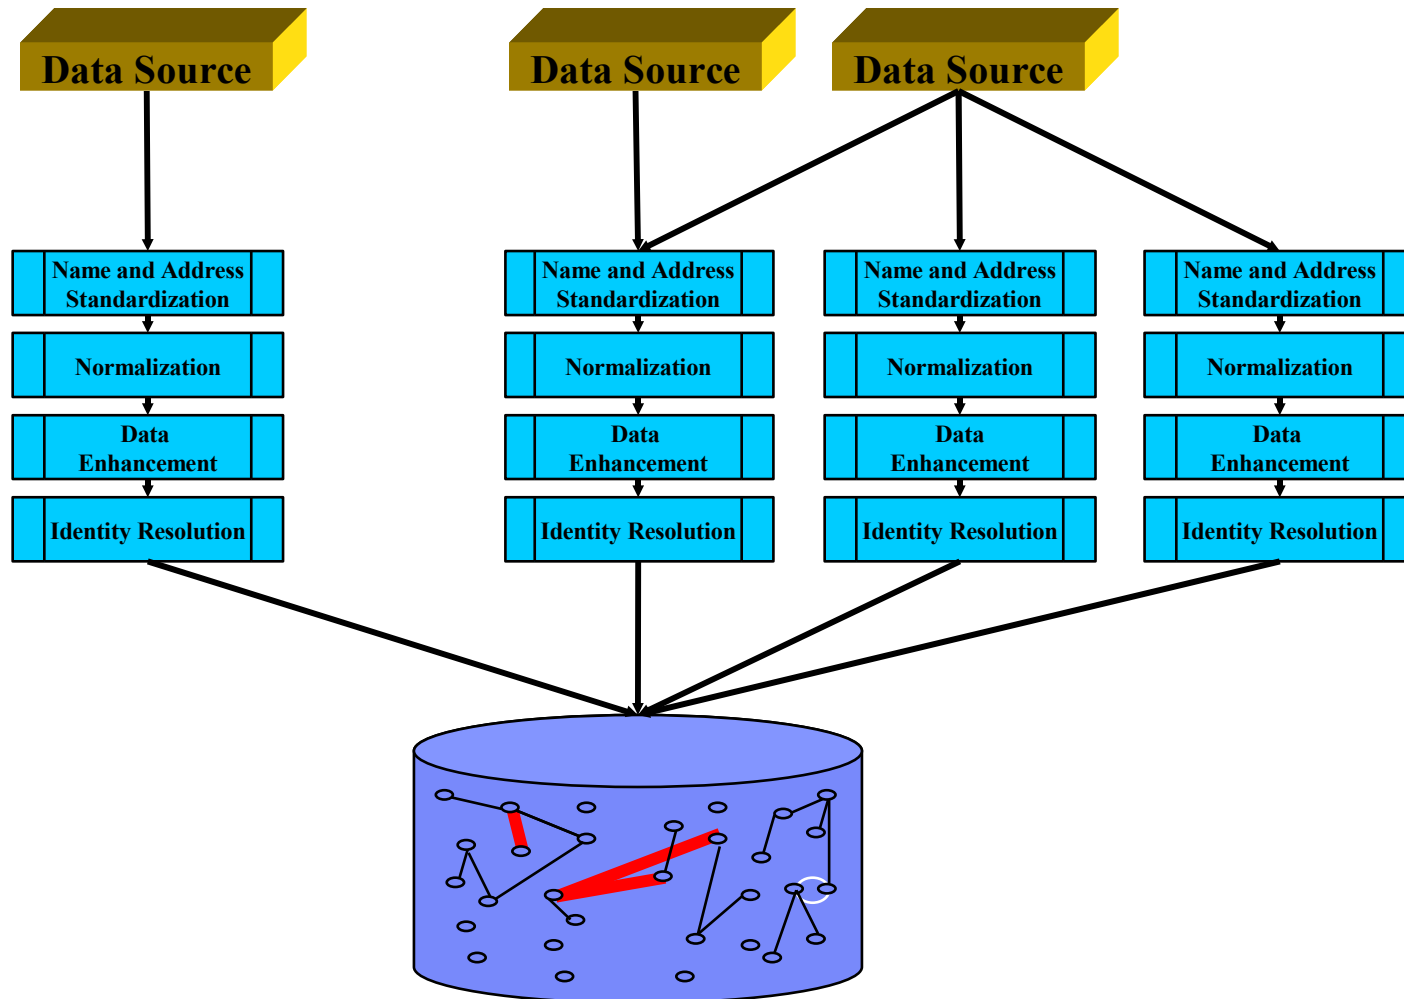 Data Source
Data Source
Data Source
Name and Address
Standardization
Name and Address
Standardization
Name and Address
Standardization
Name and Address
Standardization
Normalization
Normalization
Normalization
Normalization
Data
Enhancement
Data
Enhancement
Data
Enhancement
Data
Enhancement
Identity Resolution
Identity Resolution
Identity Resolution
Identity Resolution